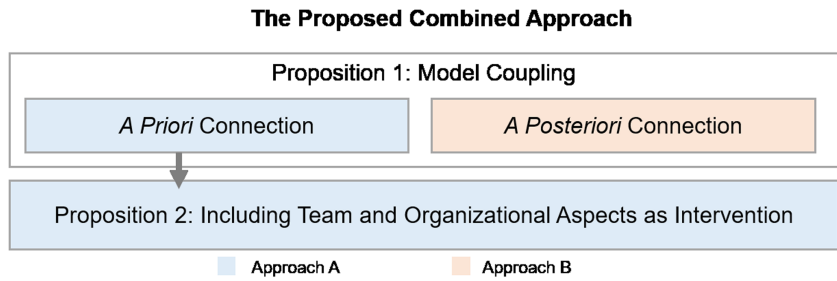 The Proposed Combined Approach
Proposition 1: Model Coupling
A Priori Connection
A Posteriori Connection
Proposition 2: Including Team and Organizational Aspects as Intervention
Approach A
Approach B